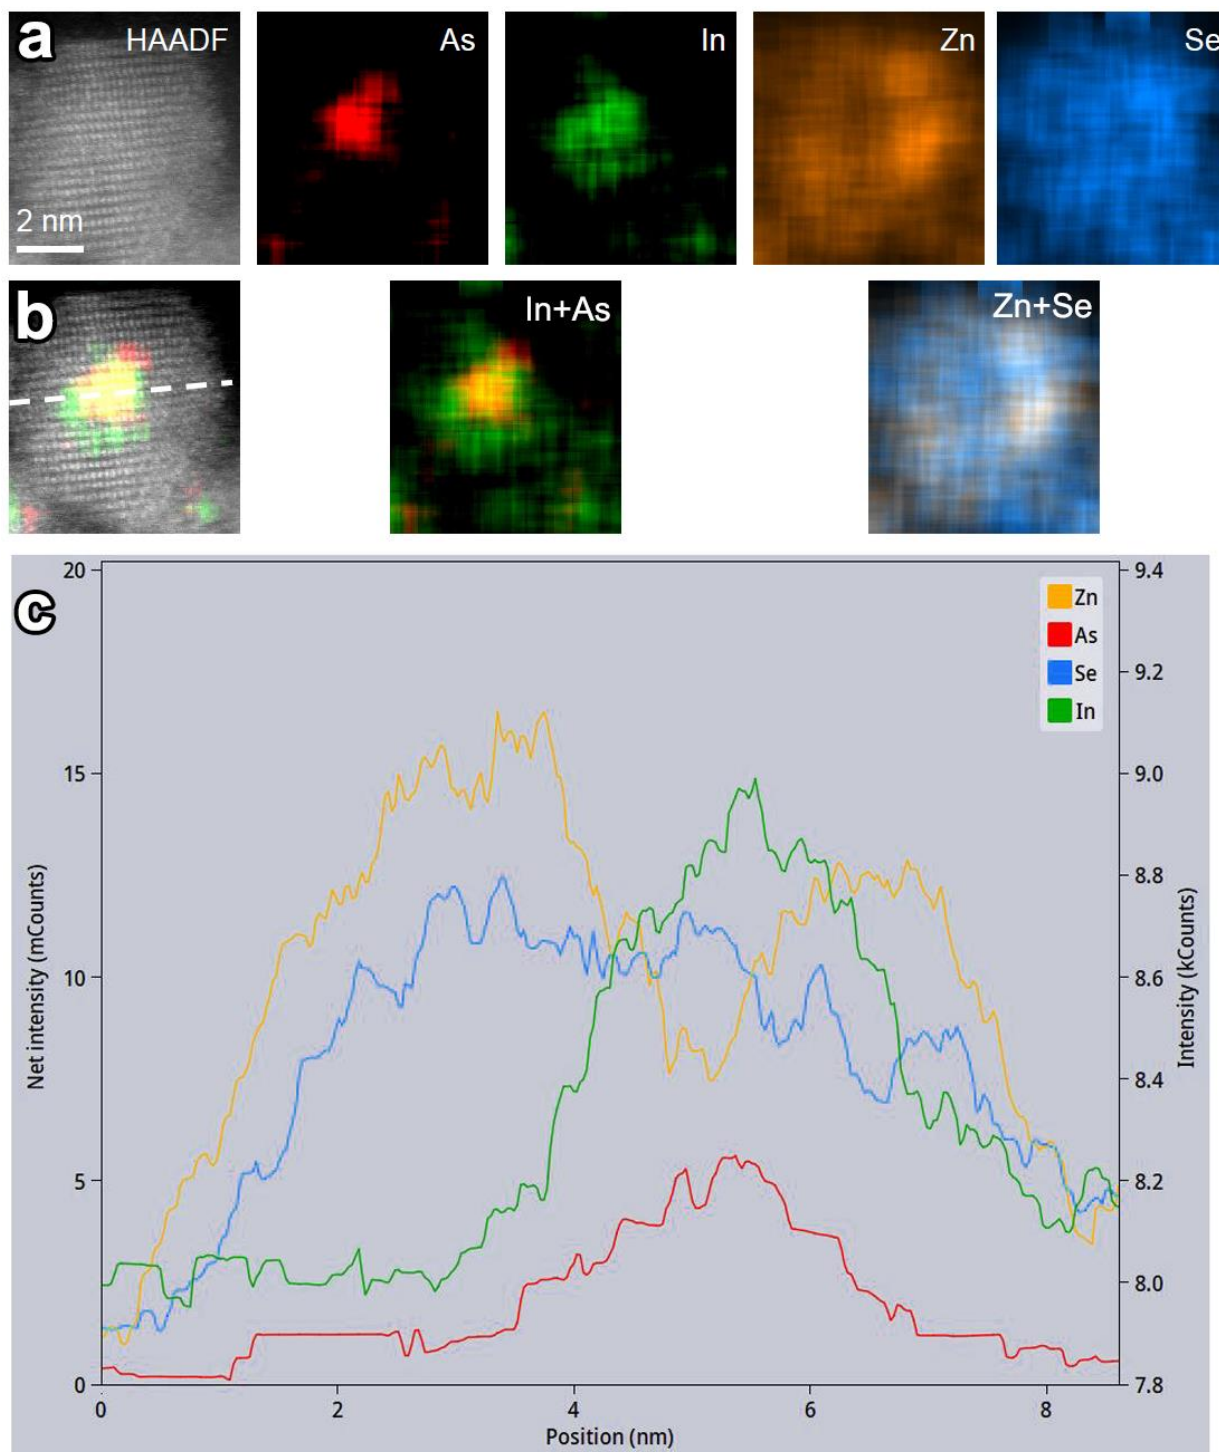 a
HAADF
As
In
Zn
Se
2 nm
b
In+As
Zn+Se
c
20
15
10
5
0
9.4
9.2
9.0
8.8
8.6
8.4
8.2
8.0
7.8
Zn
As
Se
In
Net intensity (mCounts)
Intensity (kCounts)
0 2 4 6 8
Position (nm)